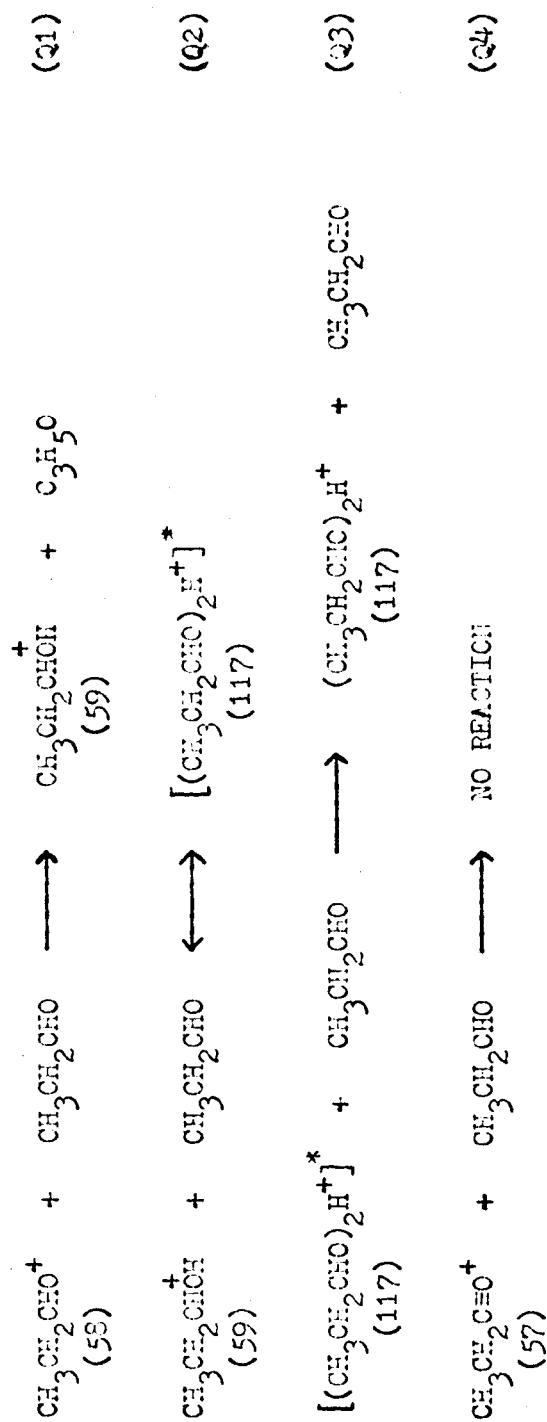 CH3CH2CHO+ + CH3CH2CHO ⟶ CH3CH2CHOH+ + C3H5O (Q1)
(58) (59)
CH3CH2CHOH+ + CH3CH2CHO ⟷ [(CH3CH2CHO)2H+]* (Q2)
(59) (117)
[(CH3CH2CHO)2H+]* + CH3CH2CHO ⟶ (CH3CH2CHO)2H+ + CH3CH2CHO (Q3)
(117) (117)
CH3CH2C≡O+ + CH3CH2CHO ⟶ NO REACTION (Q4)
(57)